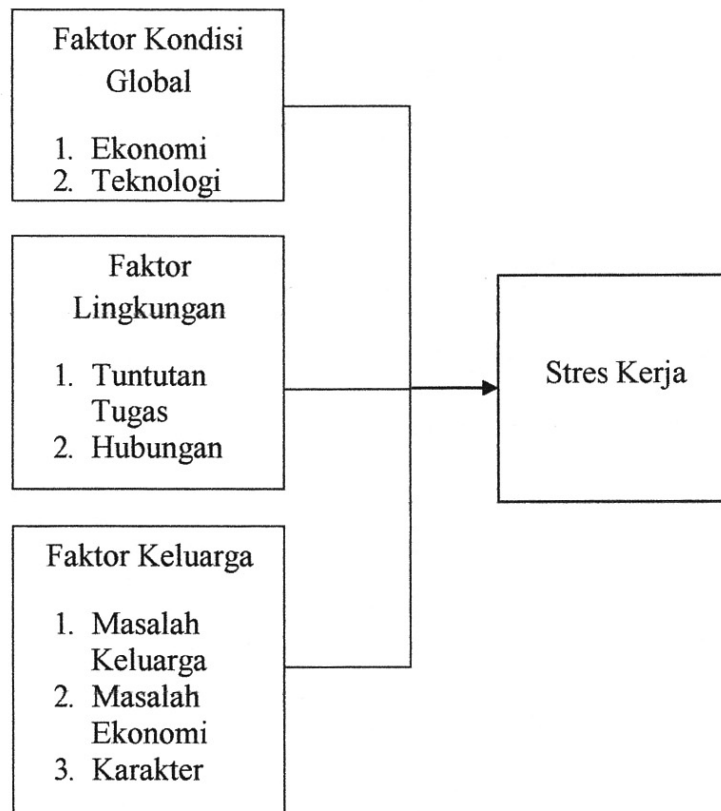 Faktor Kondisi
Global
1. Ekonomi
2. Teknologi
Faktor
Lingkungan
1. Tuntutan
Tugas
2. Hubungan
Stres Kerja
Faktor Keluarga
1. Masalah
Keluarga
2. Masalah
Ekonomi
3. Karakter